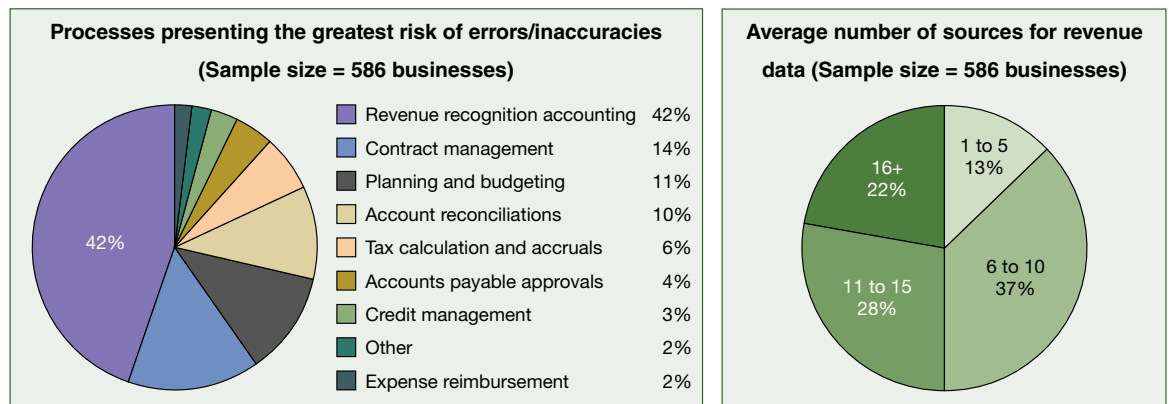 Processes presenting the greatest risk of errors/inaccuracies
(Sample size = 586 businesses)
42%
Revenue recognition accounting 42%
Contract management 14%
Planning and budgeting 11%
Account reconciliations 10%
Tax calculation and accruals 6%
Accounts payable approvals 4%
Credit management 3%
Other 2%
Expense reimbursement 2%
Average number of sources for revenue
data (Sample size = 586 businesses)
1 to 5
13%
6 to 10
37%
11 to 15
28%
16+
22%